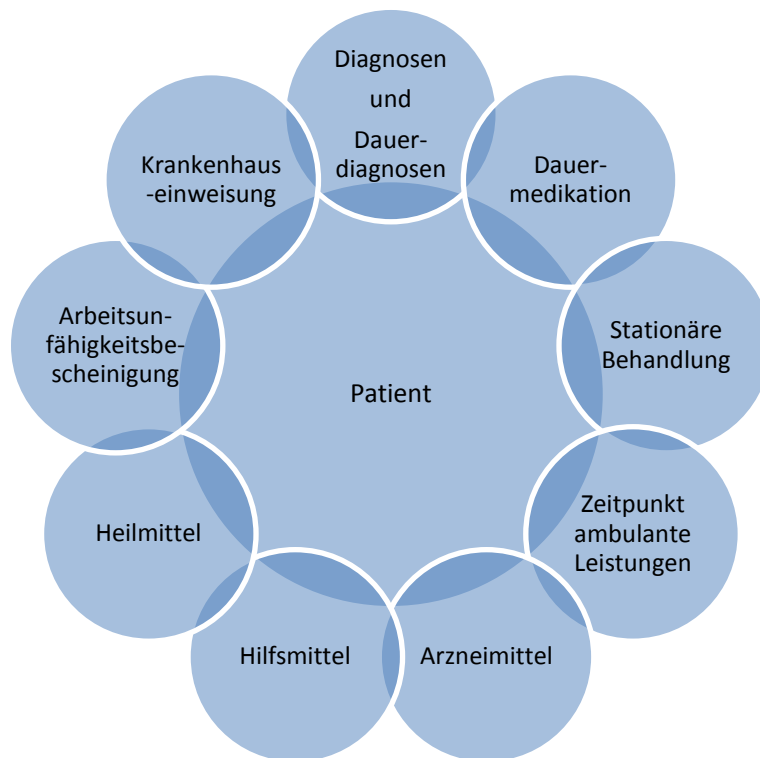 Diagnosen
und
Dauer-
diagnosen
Dauer-
medikation
Stationäre
Behandlung
Zeitpunkt
ambulante
Leistungen
Arzneimittel
Hilfsmittel
Heilmittel
Arbeitsun-
fähigkeitsbe-
scheinigung
Krankenhaus
-einweisung
Patient